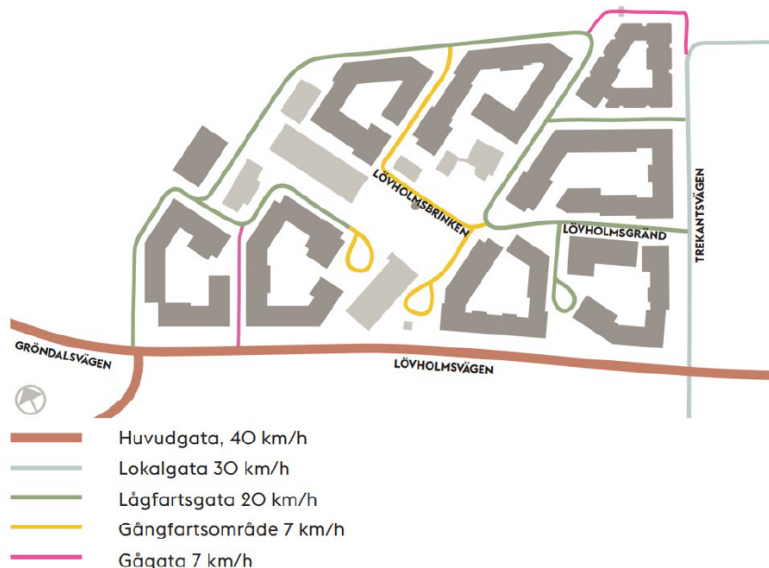 LÖVHOLMSBRINKEN
LÖVHOLMSGRÄND
TREKANTSVÄGEN
GRÖNDALSVÄGEN
LÖVHOLMSVÄGEN
Huvudgata, 40 km/h
Lokalgata 30 km/h
Lågfartsgata 20 km/h
Gångfartsområde 7 km/h
Gågata 7 km/h